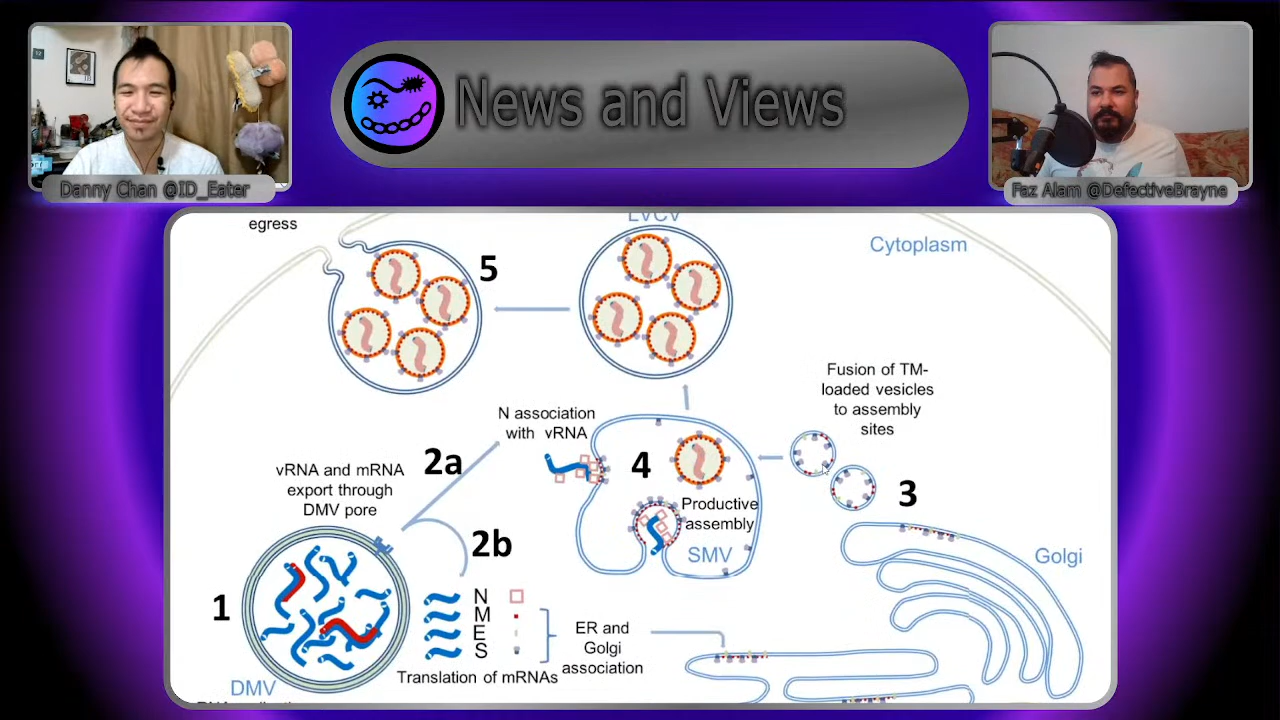 News and Views
Danny Chan @ID_Eater
Faz Alam @DefectiveBrayne
egress
5
LVCV
Cytoplasm
Fusion of TM-
loaded vesicles
to assembly
sites
N association
with vRNA
2a
4
3
vRNA and mRNA
export through
DMV pore
Productive
assembly
SMV
2b
Golgi
1
N
M
E
S
ER and
Golgi
association
Translation of mRNAs
DMV